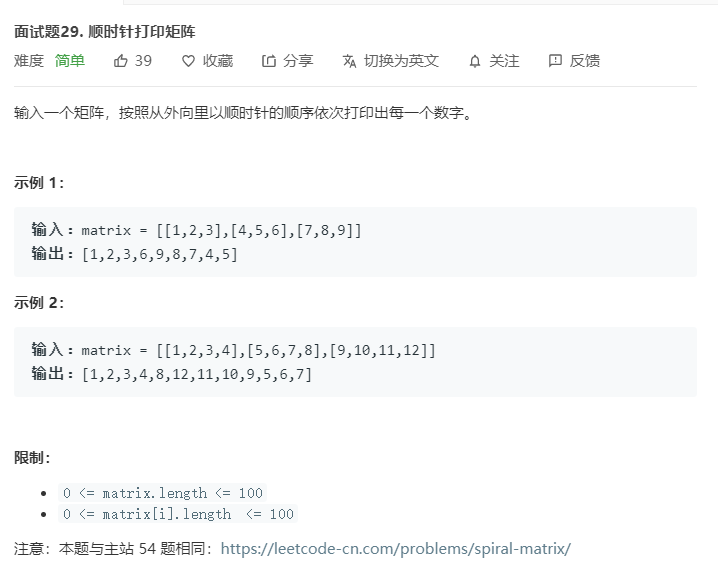 面试题29. 顺时针打印矩阵
难度 简单 39 收藏 分享 切换为英文 关注 反馈
输入一个矩阵，按照从外向里以顺时针的顺序依次打印出每一个数字。
示例 1：
输入：matrix = [[1,2,3],[4,5,6],[7,8,9]]
输出：[1,2,3,6,9,8,7,4,5]
示例 2：
输入：matrix = [[1,2,3,4],[5,6,7,8],[9,10,11,12]]
输出：[1,2,3,4,8,12,11,10,9,5,6,7]
限制：
• 0 <= matrix.length <= 100
• 0 <= matrix[i].length <= 100
注意：本题与主站 54 题相同：https://leetcode-cn.com/problems/spiral-matrix/